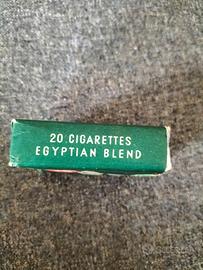 20 CIGARETTES
EGYPTIAN BLEND